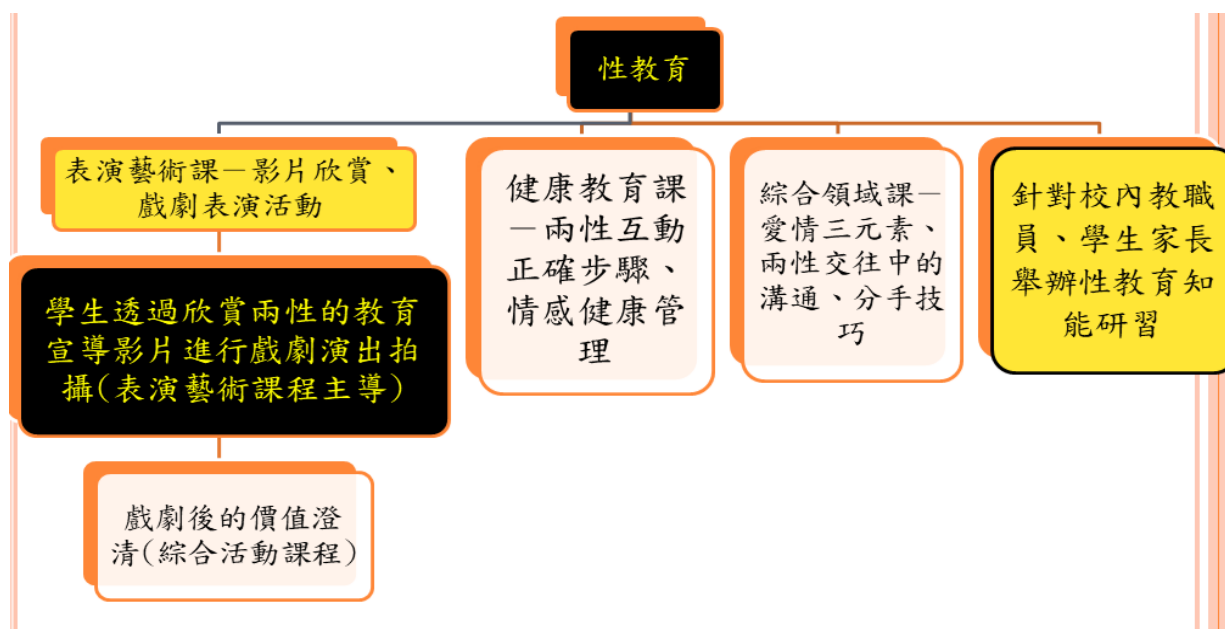 性教育
表演藝術課－影片欣賞、
戲劇表演活動
學生透過欣賞兩性的教育
宣導影片進行戲劇演出拍
攝(表演藝術課程主導)
戲劇後的價值澄
清(綜合活動課程)
健康教育課
－兩性互動
正確步驟、
情感健康管
理
綜合領域課－
愛情三元素、
兩性交往中的
溝通、分手技
巧
針對校內教職
員、學生家長
舉辦性教育知
能研習